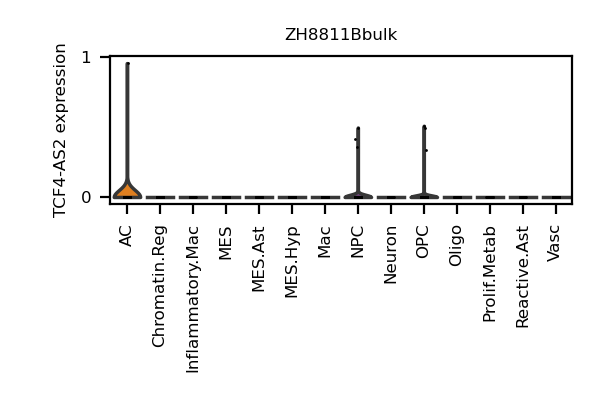 ZH8811Bbulk
TCF4-AS2 expression
1
0
AC
Chromatin.Reg
Inflammatory.Mac
MES
MES.Ast
MES.Hyp
Mac
NPC
Neuron
OPC
Oligo
Prolif.Metab
Reactive.Ast
Vasc